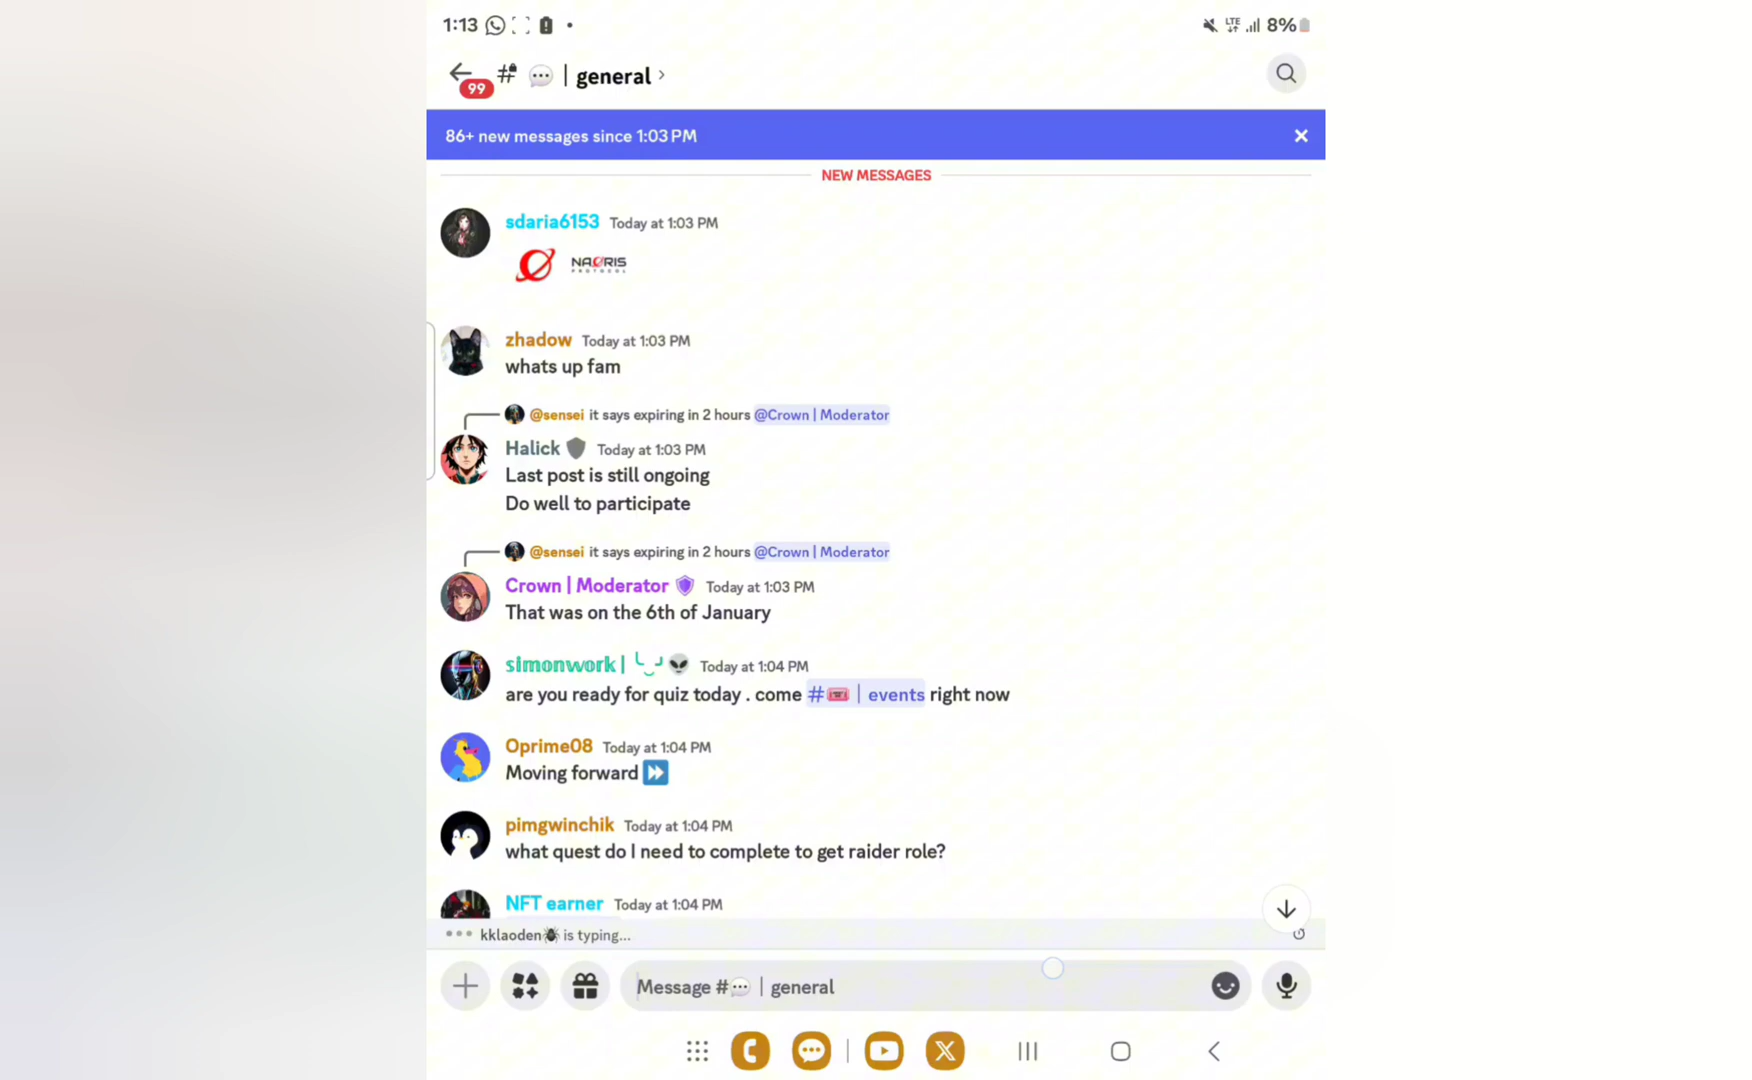 1:13
LTE 8%
99 # 💬 | general ›
86+ new messages since 1:03 PM
NEW MESSAGES
sdaria6153 Today at 1:03 PM
NAORIS
PROTOCOL
zhadow Today at 1:03 PM
whats up fam
@sensei it says expiring in 2 hours @Crown | Moderator
Halick Today at 1:03 PM
Last post is still ongoing
Do well to participate
@sensei it says expiring in 2 hours @Crown | Moderator
Crown | Moderator Today at 1:03 PM
That was on the 6th of January
simonwork | ╰‿╯👽 Today at 1:04 PM
are you ready for quiz today . come #🎟️ | events right now
Oprime08 Today at 1:04 PM
Moving forward ⏩
pimgwinchik Today at 1:04 PM
what quest do I need to complete to get raider role?
NFT earner Today at 1:04 PM
kklaoden🪲 is typing...
Message #💬 | general